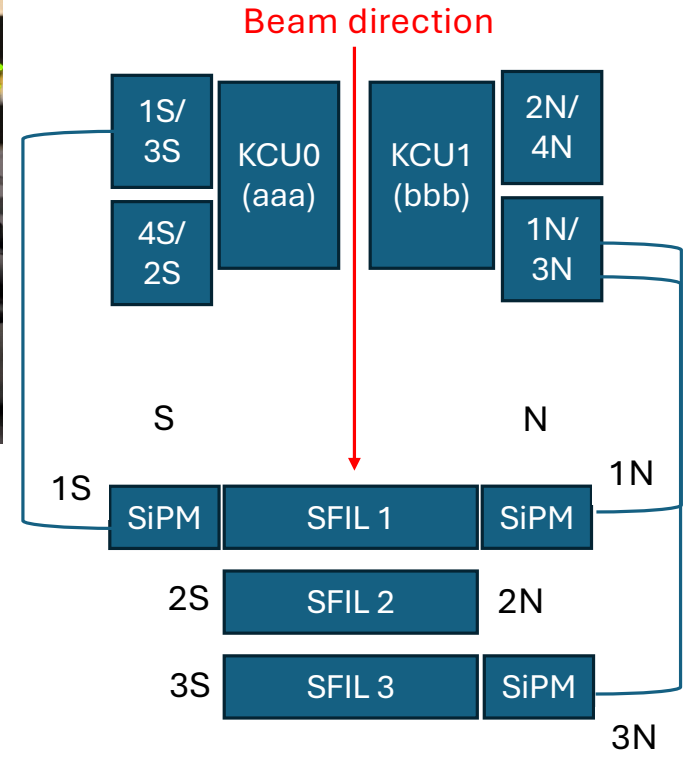 Beam direction
1S/
3S
KCU0
(aaa)
KCU1
(bbb)
2N/
4N
4S/
2S
1N/
3N
S
N
1S
SiPM
SFIL 1
SiPM
1N
2S
SFIL 2
2N
3S
SFIL 3
SiPM
3N